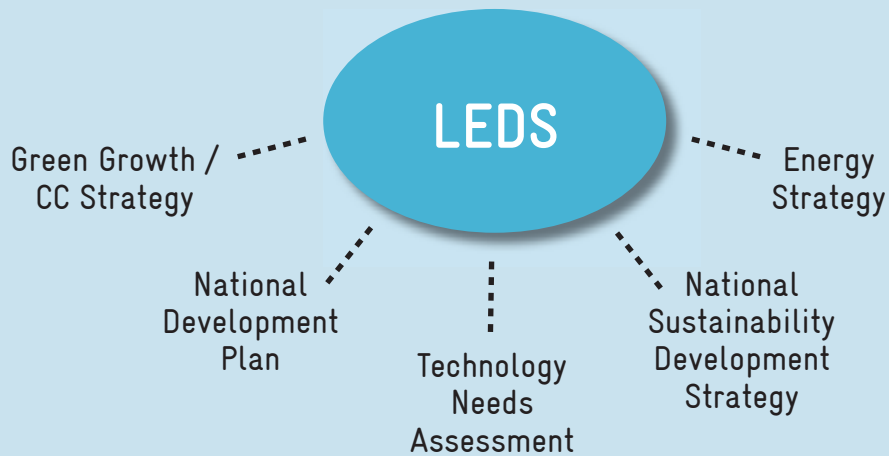 LEDS
Green Growth /
CC Strategy
National
Development
Plan
Technology
Needs
Assessment
National
Sustainability
Development
Strategy
Energy
Strategy